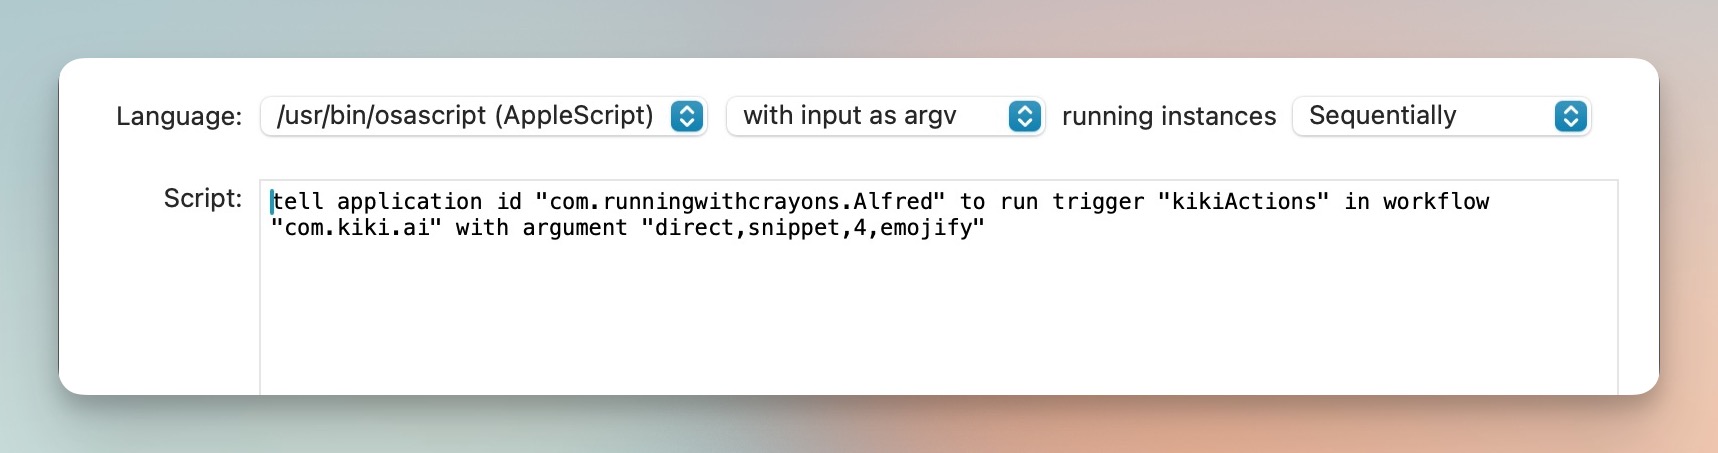 Language: /usr/bin/osascript (AppleScript) with input as argv running instances Sequentially
Script: tell application id "com.runningwithcrayons.Alfred" to run trigger "kikiActions" in workflow
"com.kiki.ai" with argument "direct,snippet,4,emojify"